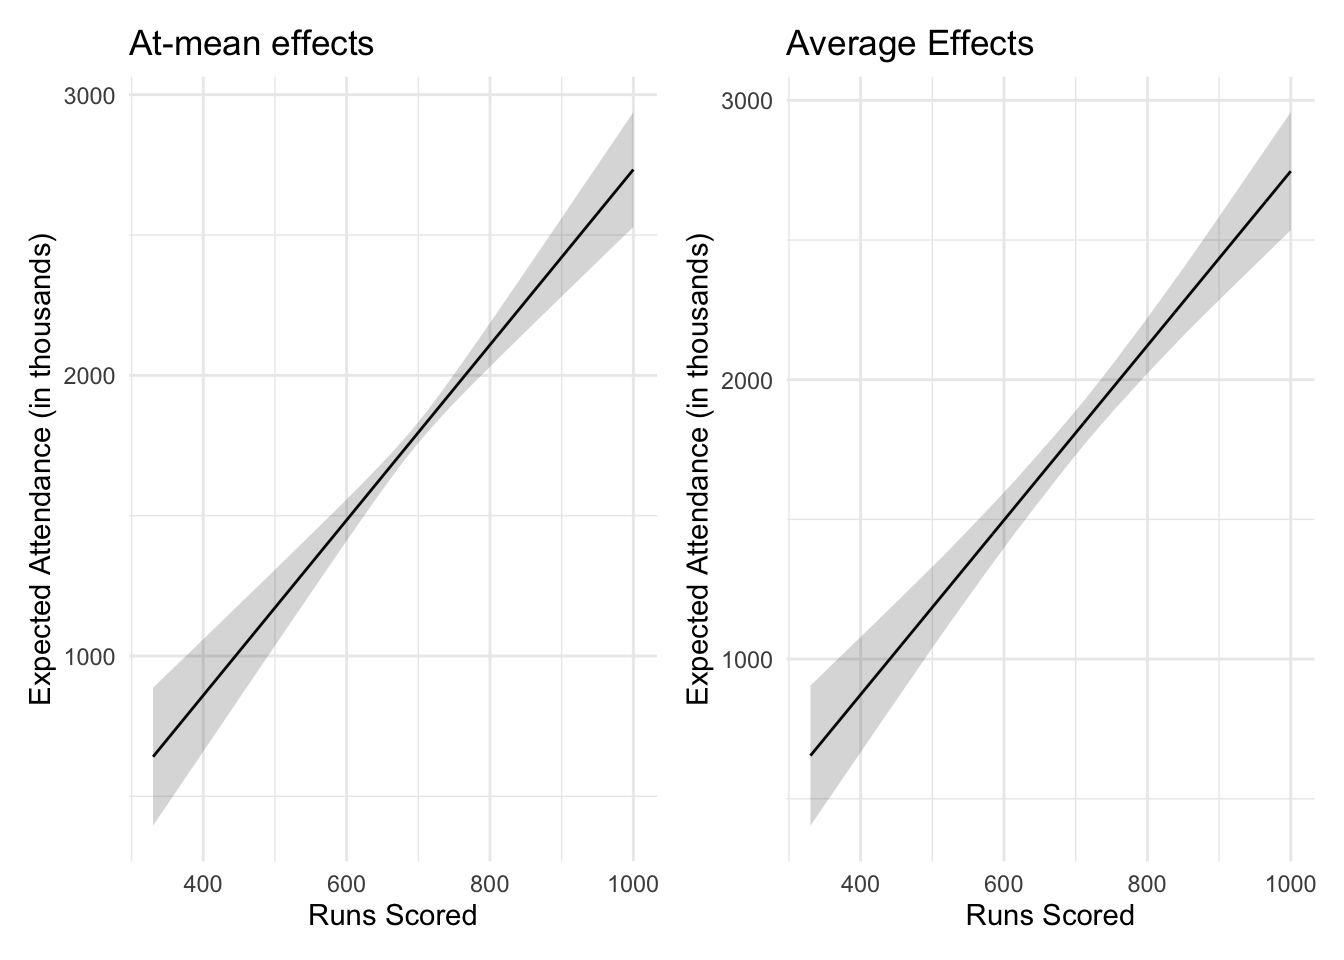 At-mean effects
Expected Attendance (in thousands)
3000
2000
1000
400 600 800 1000
Runs Scored
Average Effects
Expected Attendance (in thousands)
3000
2000
1000
400 600 800 1000
Runs Scored